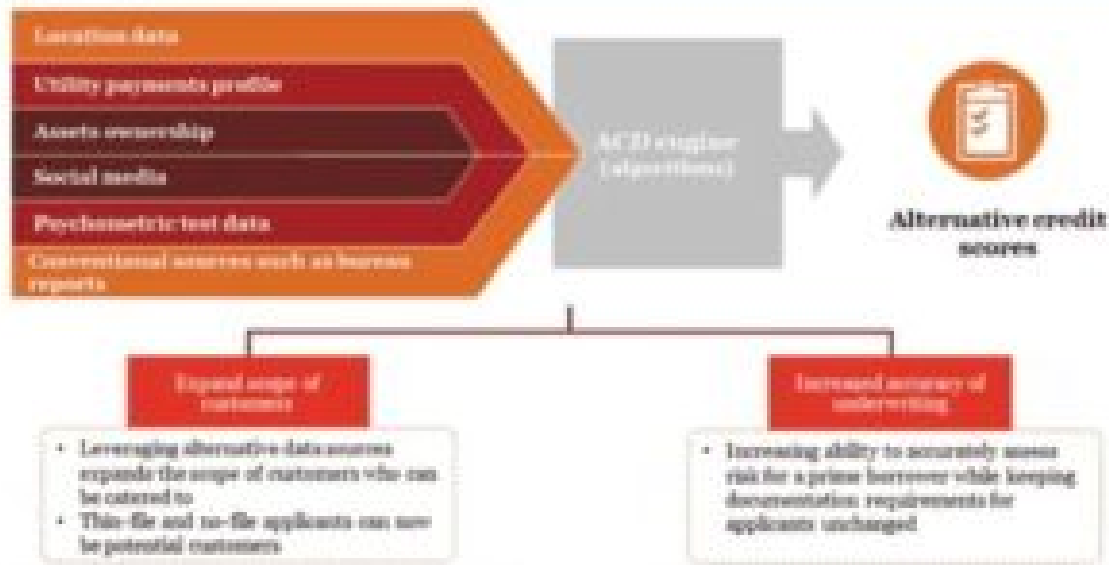 Location data
Utility payments profile
Assets ownership
Social media
Psychometric test data
Conventional sources such as bureau
reports
ACD engine
(algorithms)
Alternative credit
scores
Expand scope of
customers
• Leveraging alternative data sources
expands the scope of customers who can
be catered to
• Thin-file and no-file applicants can now
be potential customers
Increased accuracy of
underwriting
• Increasing ability to accurately assess
risk for a prime borrower while keeping
documentation requirements for
applicants unchanged